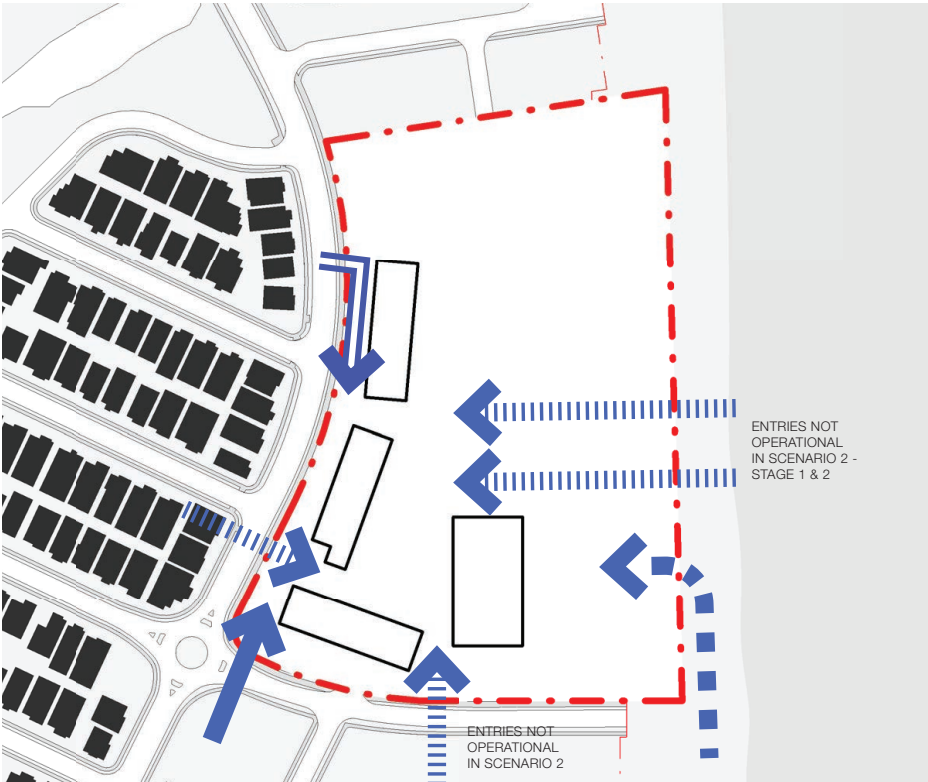 ENTRIES NOT
OPERATIONAL
IN SCENARIO 2 -
STAGE 1 & 2
ENTRIES NOT
OPERATIONAL
IN SCENARIO 2